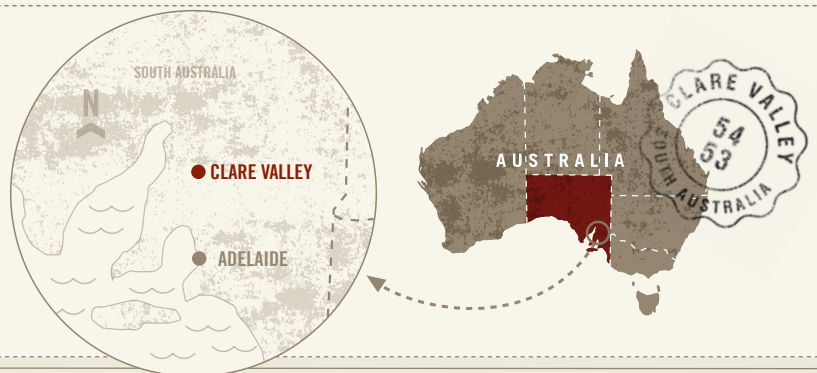 SOUTH AUSTRALIA
N
CLARE VALLEY
ADELAIDE
AUSTRALIA
CLARE VALLEY
54
53
SOUTH AUSTRALIA